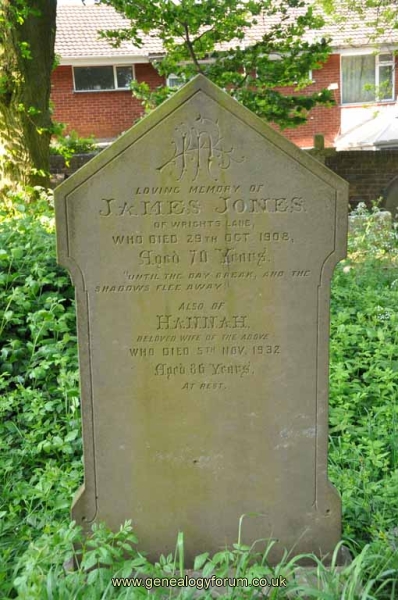 IHS
LOVING MEMORY OF
JAMES JONES.
OF WRIGHTS LANE,
WHO DIED 29TH OCT. 1908,
Aged 70 Years.
"UNTIL THE DAY BREAK, AND THE
SHADOWS FLEE AWAY"
ALSO OF
HANNAH,
BELOVED WIFE OF THE ABOVE
WHO DIED 5TH NOV. 1932
Aged 86 Years.
AT REST.
www.genealogyforum.co.uk